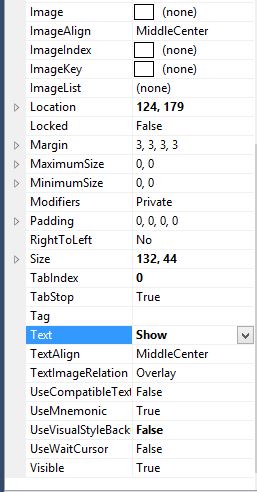 Image (none)
ImageAlign MiddleCenter
ImageIndex (none)
ImageKey (none)
ImageList (none)
Location 124, 179
Locked False
Margin 3, 3, 3, 3
MaximumSize 0, 0
MinimumSize 0, 0
Modifiers Private
Padding 0, 0, 0, 0
RightToLeft No
Size 132, 44
TabIndex 0
TabStop True
Tag
Text Show
TextAlign MiddleCenter
TextImageRelation Overlay
UseCompatibleText False
UseMnemonic True
UseVisualStyleBack False
UseWaitCursor False
Visible True